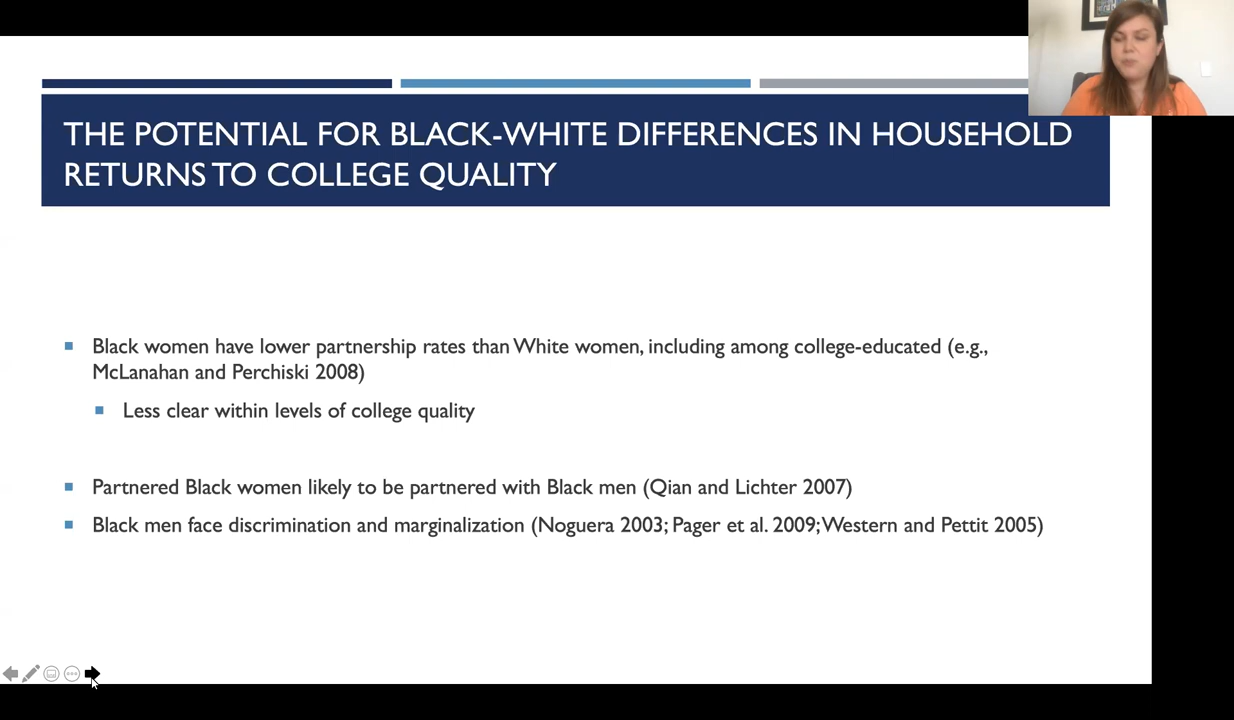 THE POTENTIAL FOR BLACK-WHITE DIFFERENCES IN HOUSEHOLD
RETURNS TO COLLEGE QUALITY
Black women have lower partnership rates than White women, including among college-educated (e.g.,
McLanahan and Perchiski 2008)
Less clear within levels of college quality
Partnered Black women likely to be partnered with Black men (Qian and Lichter 2007)
Black men face discrimination and marginalization (Noguera 2003; Pager et al. 2009; Western and Pettit 2005)